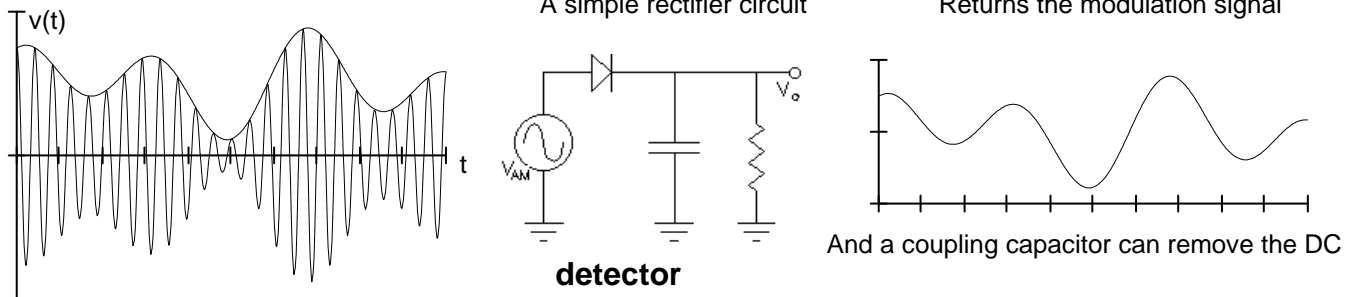 A simple rectifier circuit
Returns the modulation signal
v(t)
t
V_AM
V_o
And a coupling capacitor can remove the DC
detector